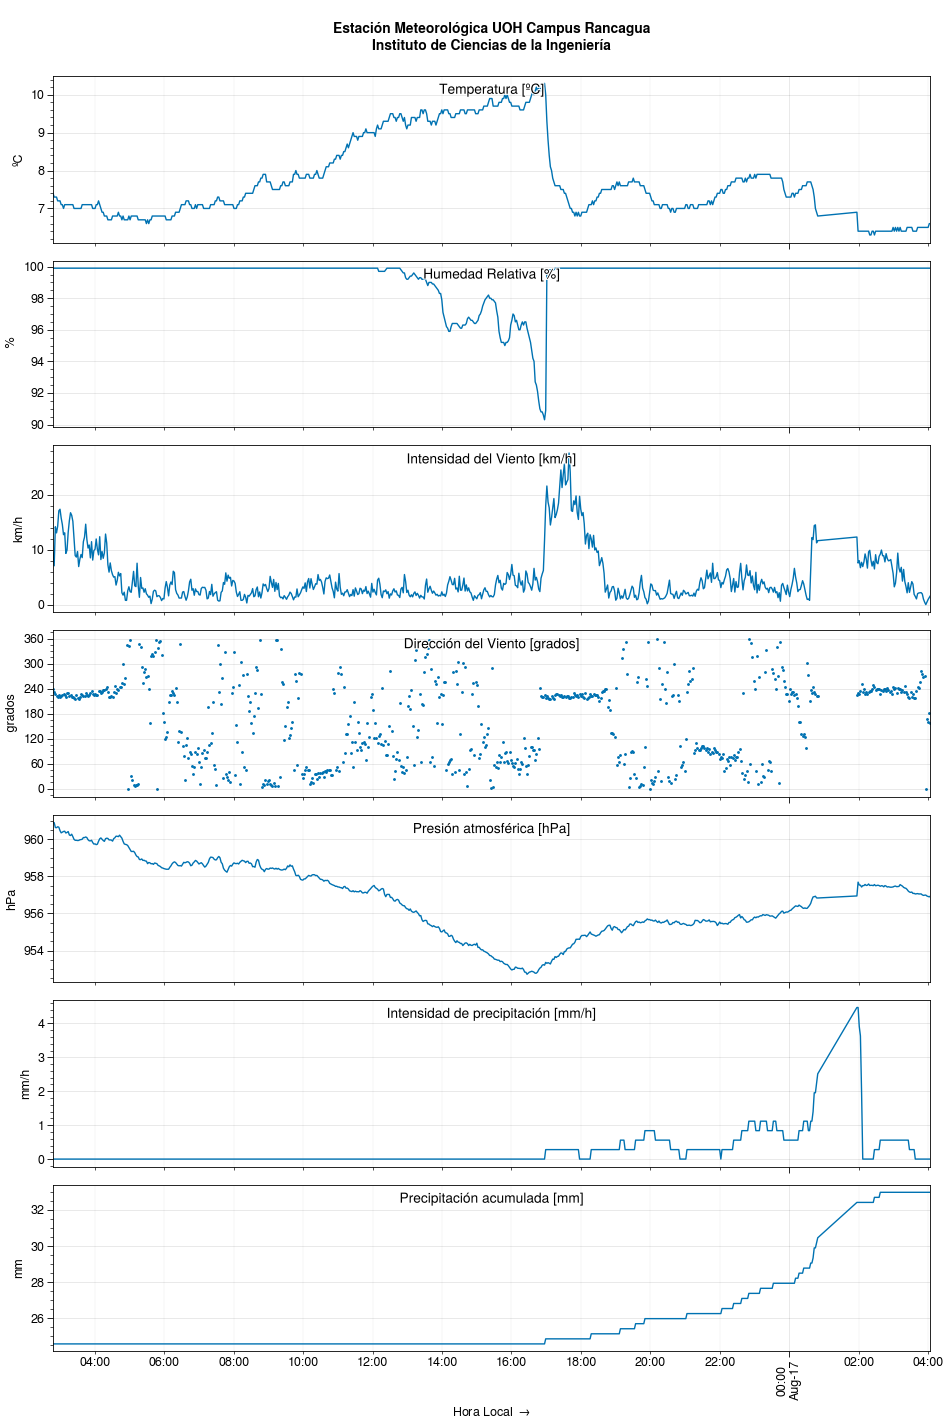 Estación Meteorológica UOH Campus Rancagua
Instituto de Ciencias de la Ingeniería
Temperatura [ºC]
10
9
8
7
ºC
Humedad Relativa [%]
100
98
96
94
92
90
%
Intensidad del Viento [km/h]
20
10
0
km/h
Dirección del Viento [grados]
360
300
240
180
120
60
0
grados
Presión atmosférica [hPa]
960
958
956
954
hPa
Intensidad de precipitación [mm/h]
4
3
2
1
0
mm/h
Precipitación acumulada [mm]
32
30
28
26
mm
04:00 06:00 08:00 10:00 12:00 14:00 16:00 18:00 20:00 22:00 00:00 02:00 04:00
Aug-17
Hora Local →